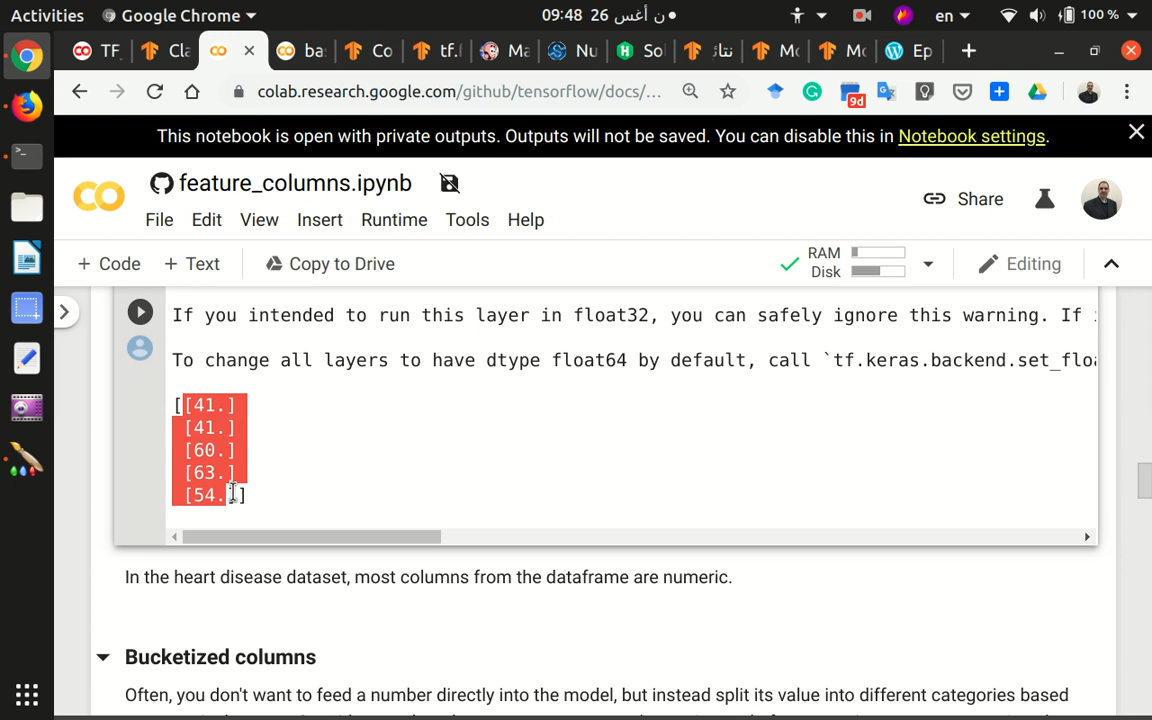 Activities Google Chrome 09:48 26 ن أغس en 100 %
TF Cla ba Co tf.l Ma Nu Sol نتائ Mo Mo Ep
colab.research.google.com/github/tensorflow/docs/... 9d
This notebook is open with private outputs. Outputs will not be saved. You can disable this in Notebook settings.
feature_columns.ipynb
Share
File Edit View Insert Runtime Tools Help
+ Code + Text Copy to Drive RAM Disk Editing
If you intended to run this layer in float32, you can safely ignore this warning. If
To change all layers to have dtype float64 by default, call `tf.keras.backend.set_floa
[[41.]
[41.]
[60.]
[63.]
[54.]]
In the heart disease dataset, most columns from the dataframe are numeric.
Bucketized columns
Often, you don't want to feed a number directly into the model, but instead split its value into different categories based